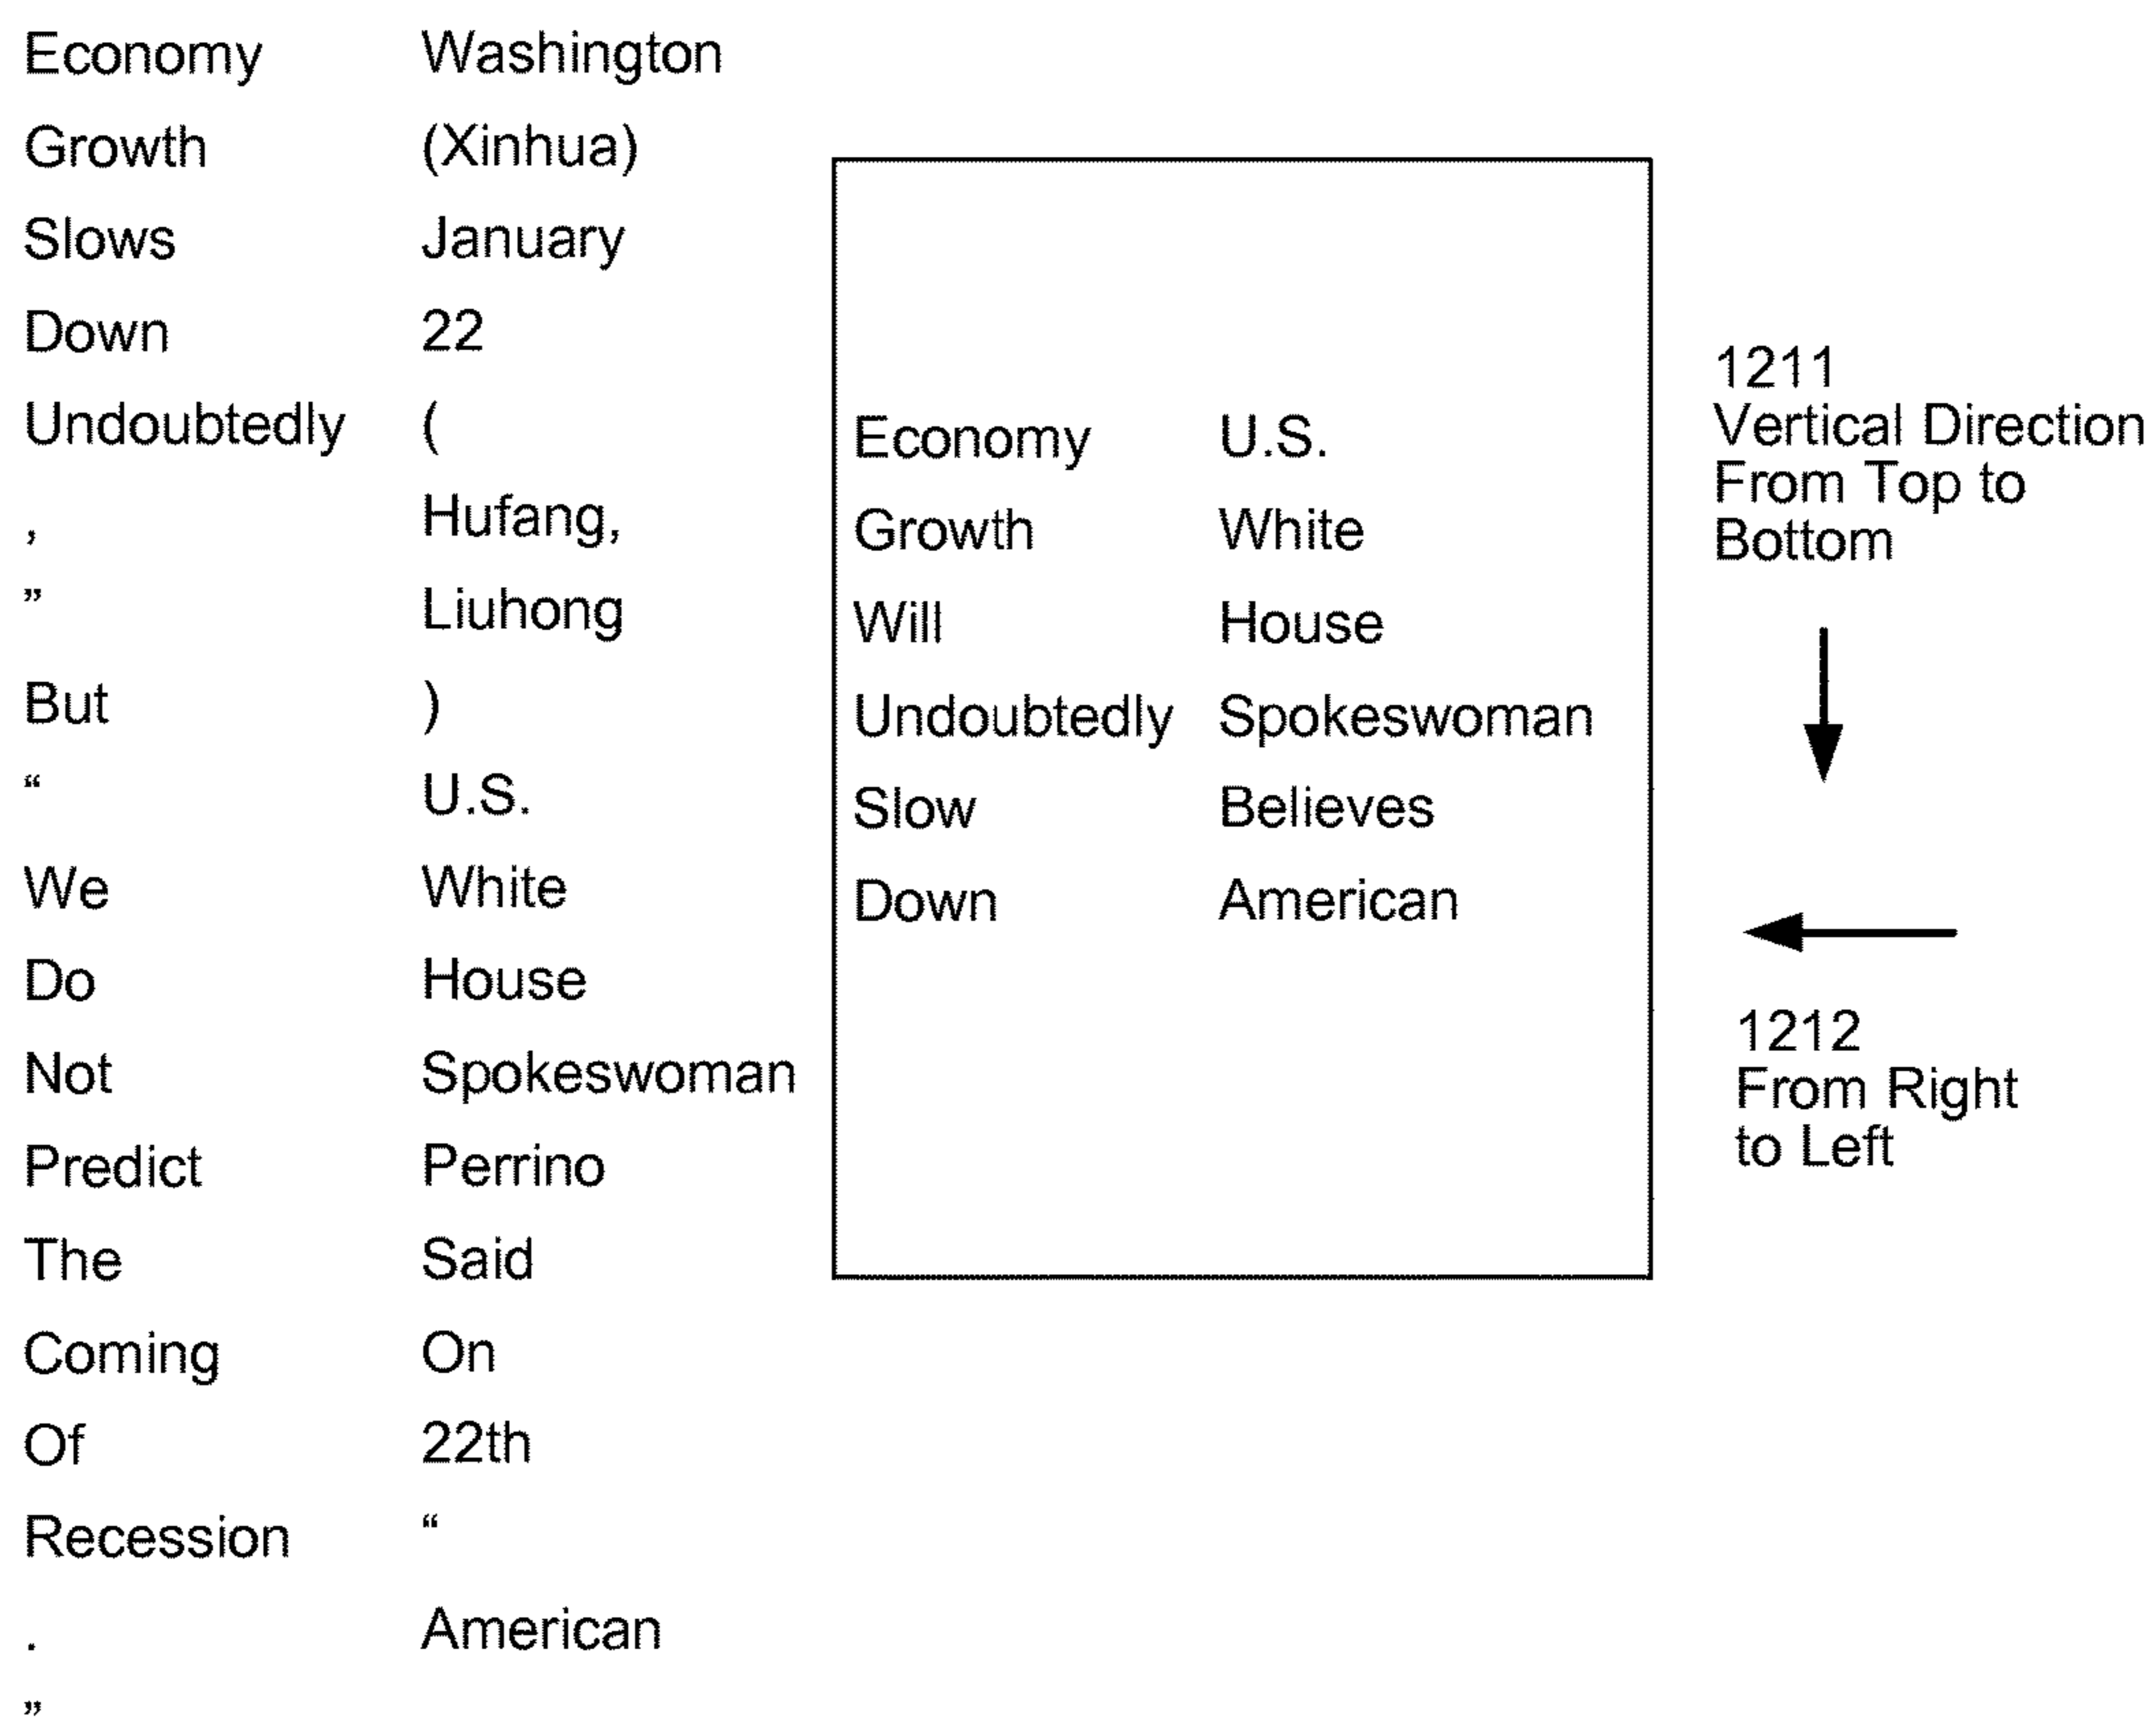 U.S.
White
House
Spokeswoman
Believes
American
Economy
Growth
Will
Undoubtedly
Slow
Down
Washington
(Xinhua)
January
22
(
Hufang,
Liuhong
)
U.S.
White
House
Spokeswoman
Perrino
Said
On
22th
“
American
Economy
Growth
Slows
Down
Undoubtedly
,
”
But
“
We
Do
Not
Predict
The
Coming
Of
Recession
.
”
1211
Vertical Direction
From Top to
Bottom
1212
From Right
to Left